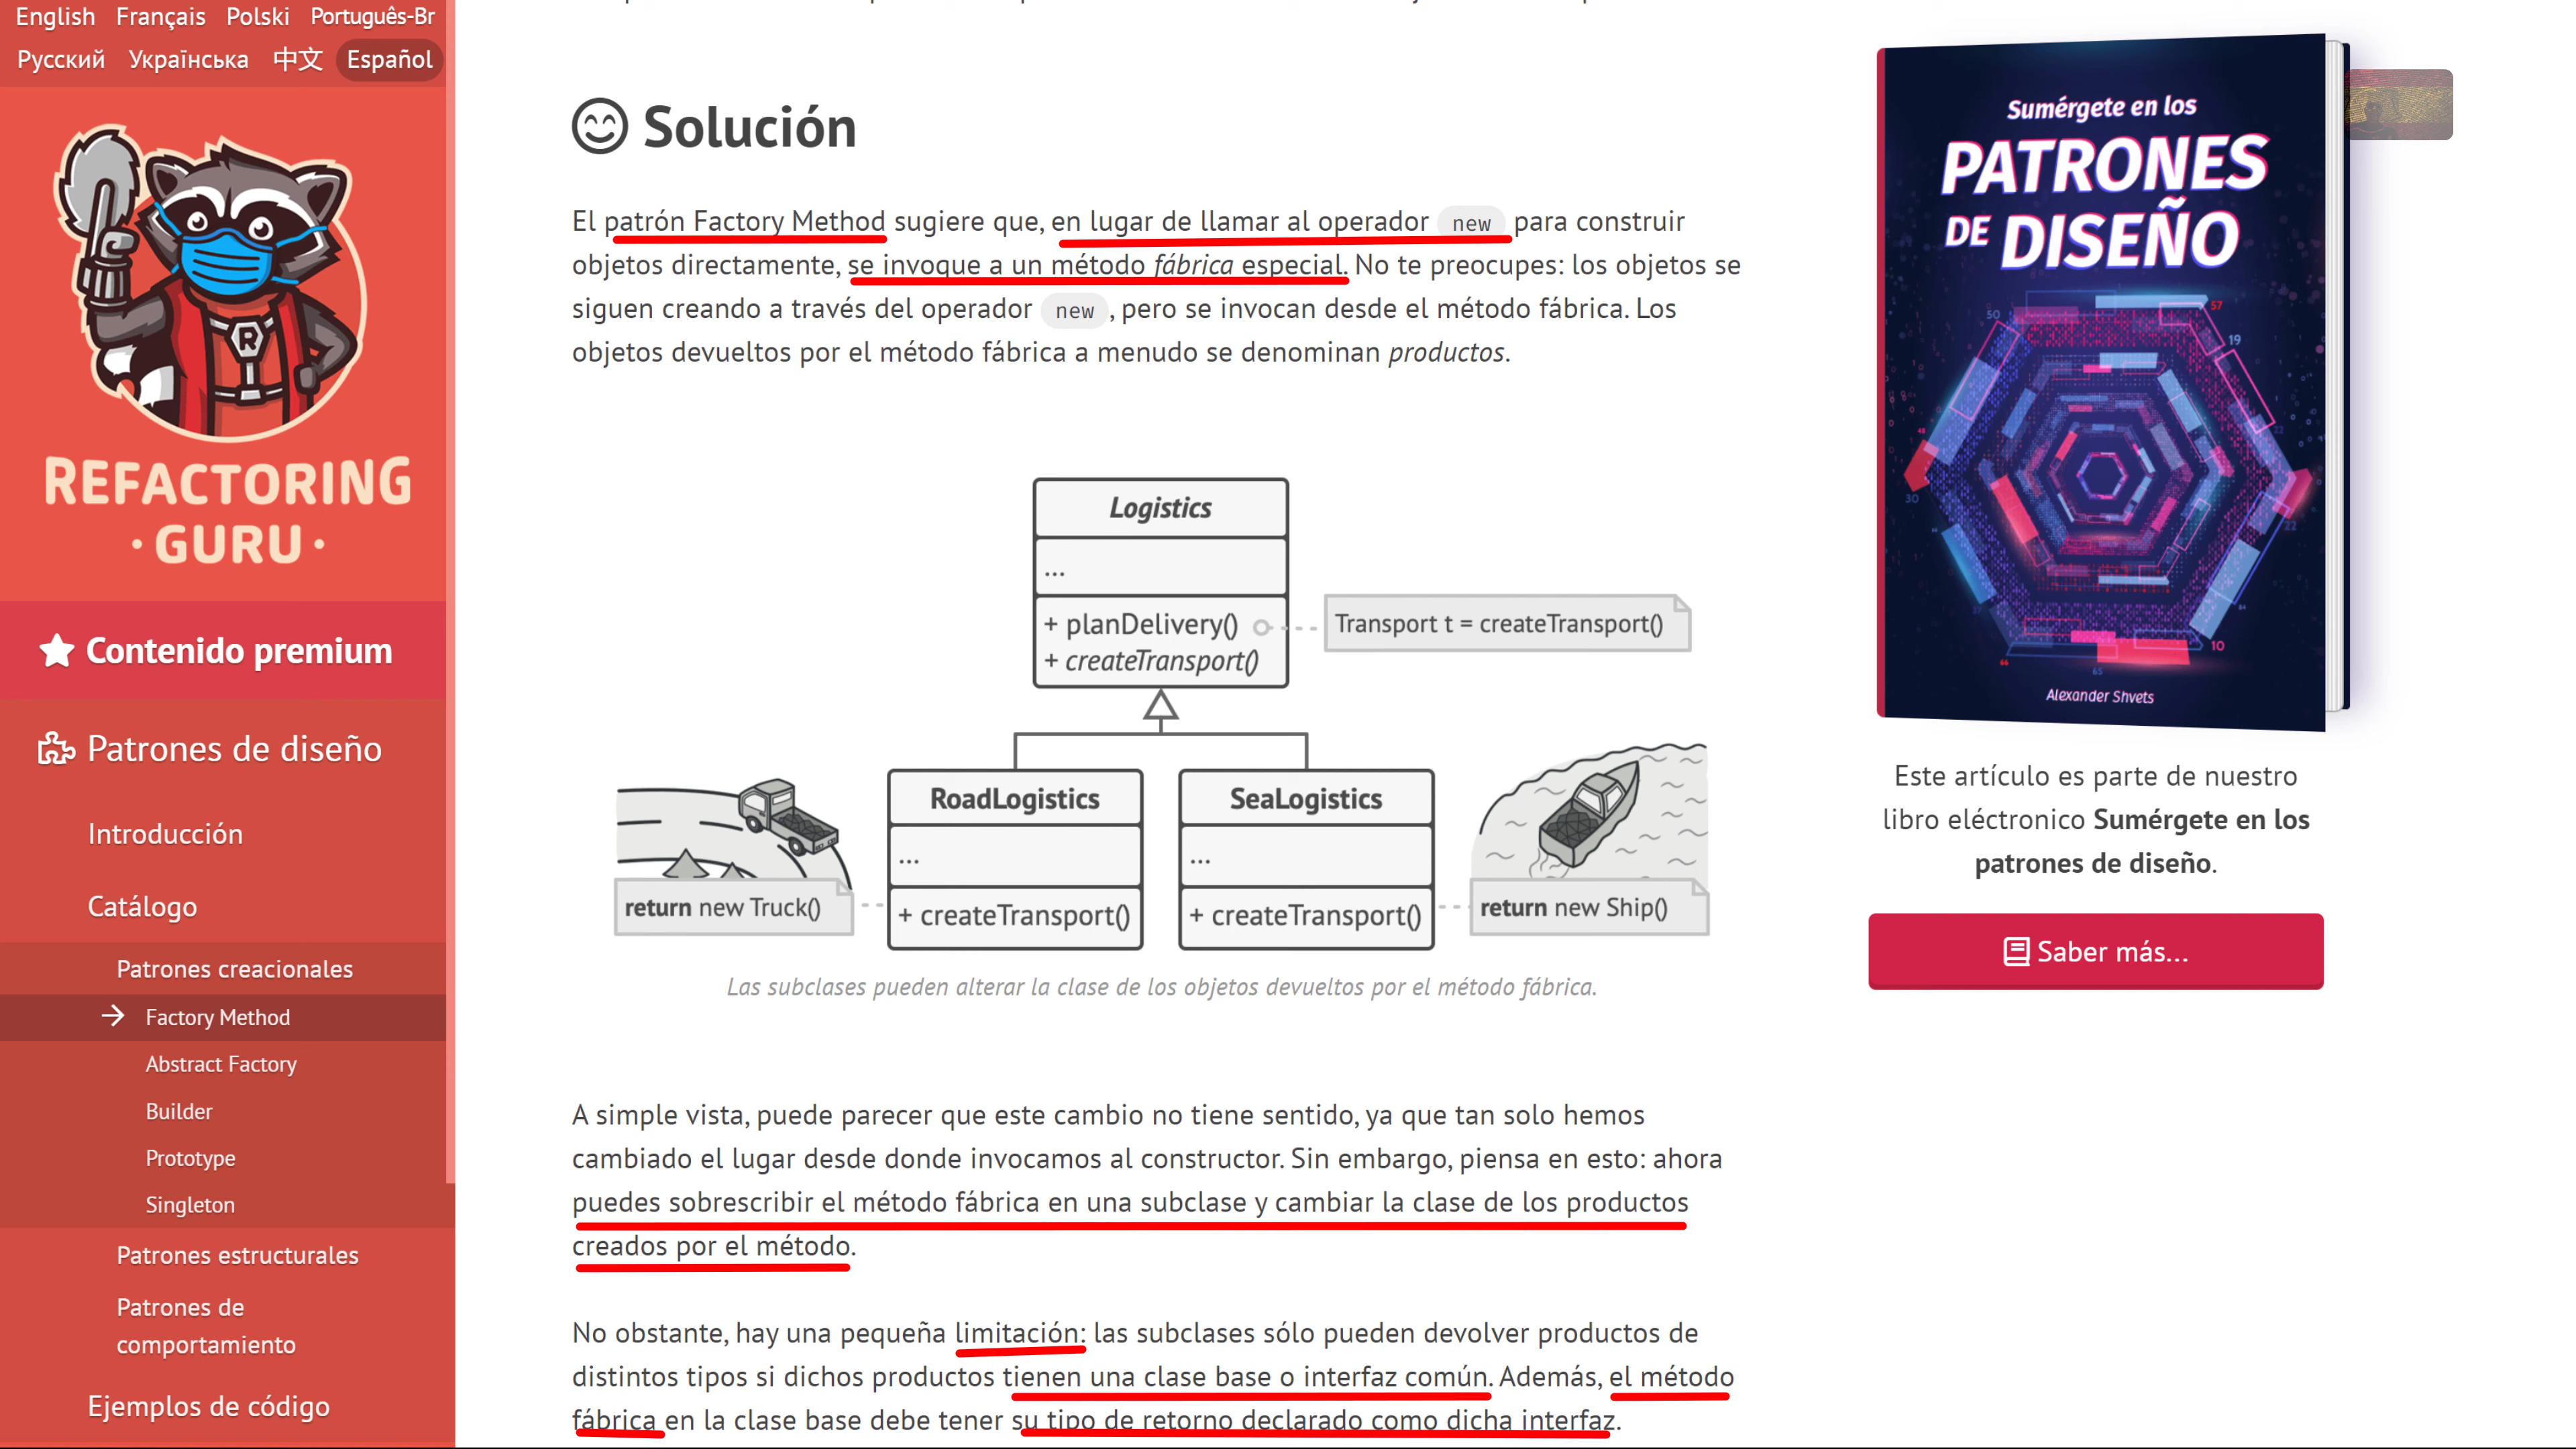 English Français Polski Português-Br
Русский Українська 中文 Español
REFACTORING
· GURU ·
Contenido premium
Patrones de diseño
Introducción
Catálogo
Patrones creacionales
Factory Method
Abstract Factory
Builder
Prototype
Singleton
Patrones estructurales
Patrones de
comportamiento
Ejemplos de código
Solución
El patrón Factory Method sugiere que, en lugar de llamar al operador new para construir
objetos directamente, se invoque a un método fábrica especial. No te preocupes: los objetos se
siguen creando a través del operador new, pero se invocan desde el método fábrica. Los
objetos devueltos por el método fábrica a menudo se denominan productos.
Logistics
...
+ planDelivery()
+ createTransport()
Transport t = createTransport()
RoadLogistics
...
+ createTransport()
return new Truck()
SeaLogistics
...
+ createTransport()
return new Ship()
Las subclases pueden alterar la clase de los objetos devueltos por el método fábrica.
A simple vista, puede parecer que este cambio no tiene sentido, ya que tan solo hemos
cambiado el lugar desde donde invocamos al constructor. Sin embargo, piensa en esto: ahora
puedes sobrescribir el método fábrica en una subclase y cambiar la clase de los productos
creados por el método.
No obstante, hay una pequeña limitación: las subclases sólo pueden devolver productos de
distintos tipos si dichos productos tienen una clase base o interfaz común. Además, el método
fábrica en la clase base debe tener su tipo de retorno declarado como dicha interfaz.
Sumérgete en los
PATRONES
DE DISEÑO
50
57
19
30
22
10
65
Alexander Shvets
Este artículo es parte de nuestro
libro eléctronico Sumérgete en los
patrones de diseño.
Saber más...